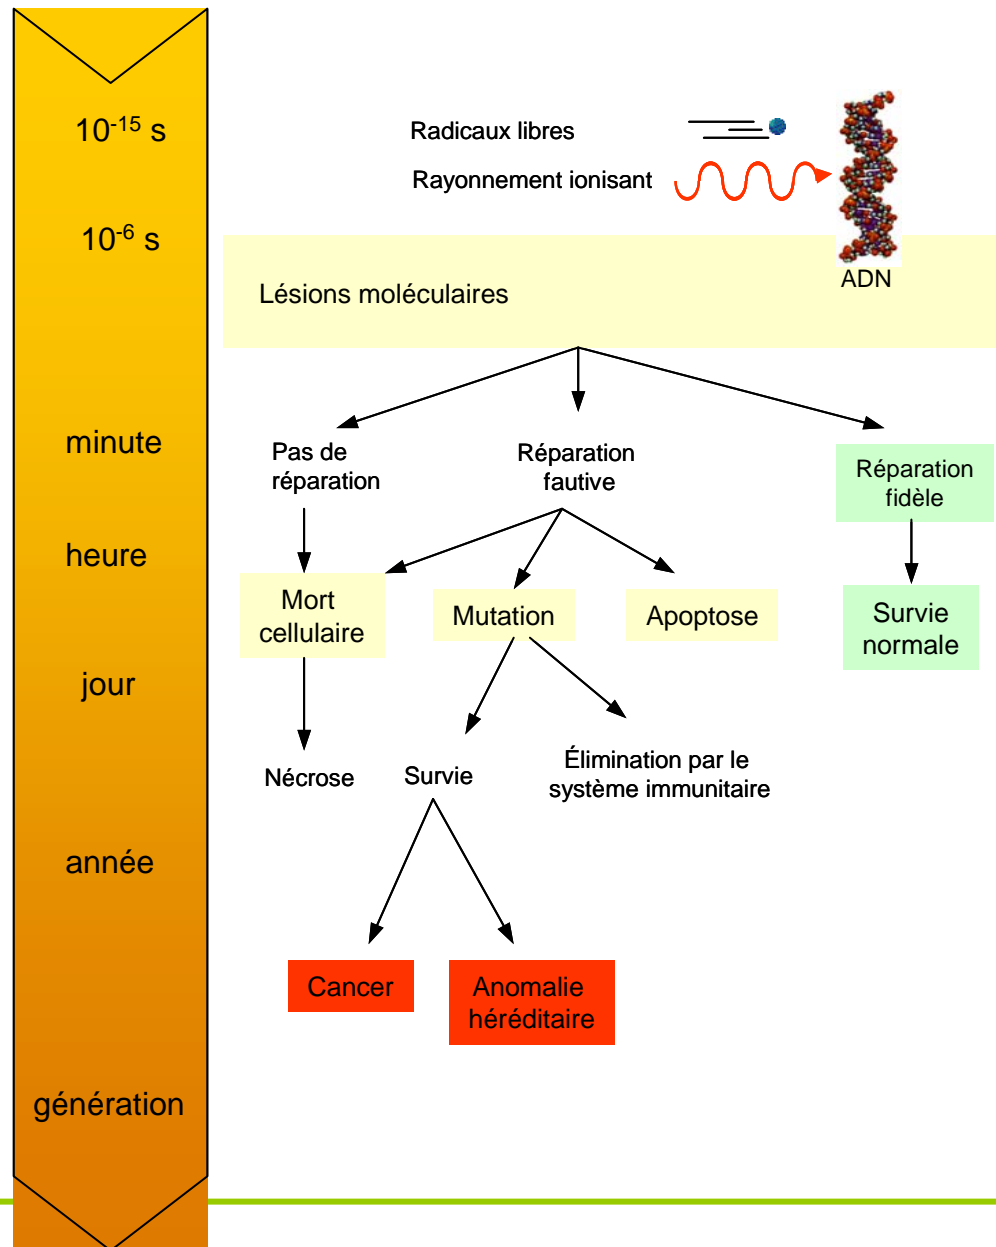 10⁻¹⁵ s
10⁻⁶ s
minute
heure
jour
année
génération
Radicaux libres
Rayonnement ionisant
ADN
Lésions moléculaires
Pas de
réparation
Réparation
fautive
Réparation
fidèle
Mort
cellulaire
Mutation
Apoptose
Survie
normale
Nécrose
Survie
Élimination par le
système immunitaire
Cancer
Anomalie
héréditaire